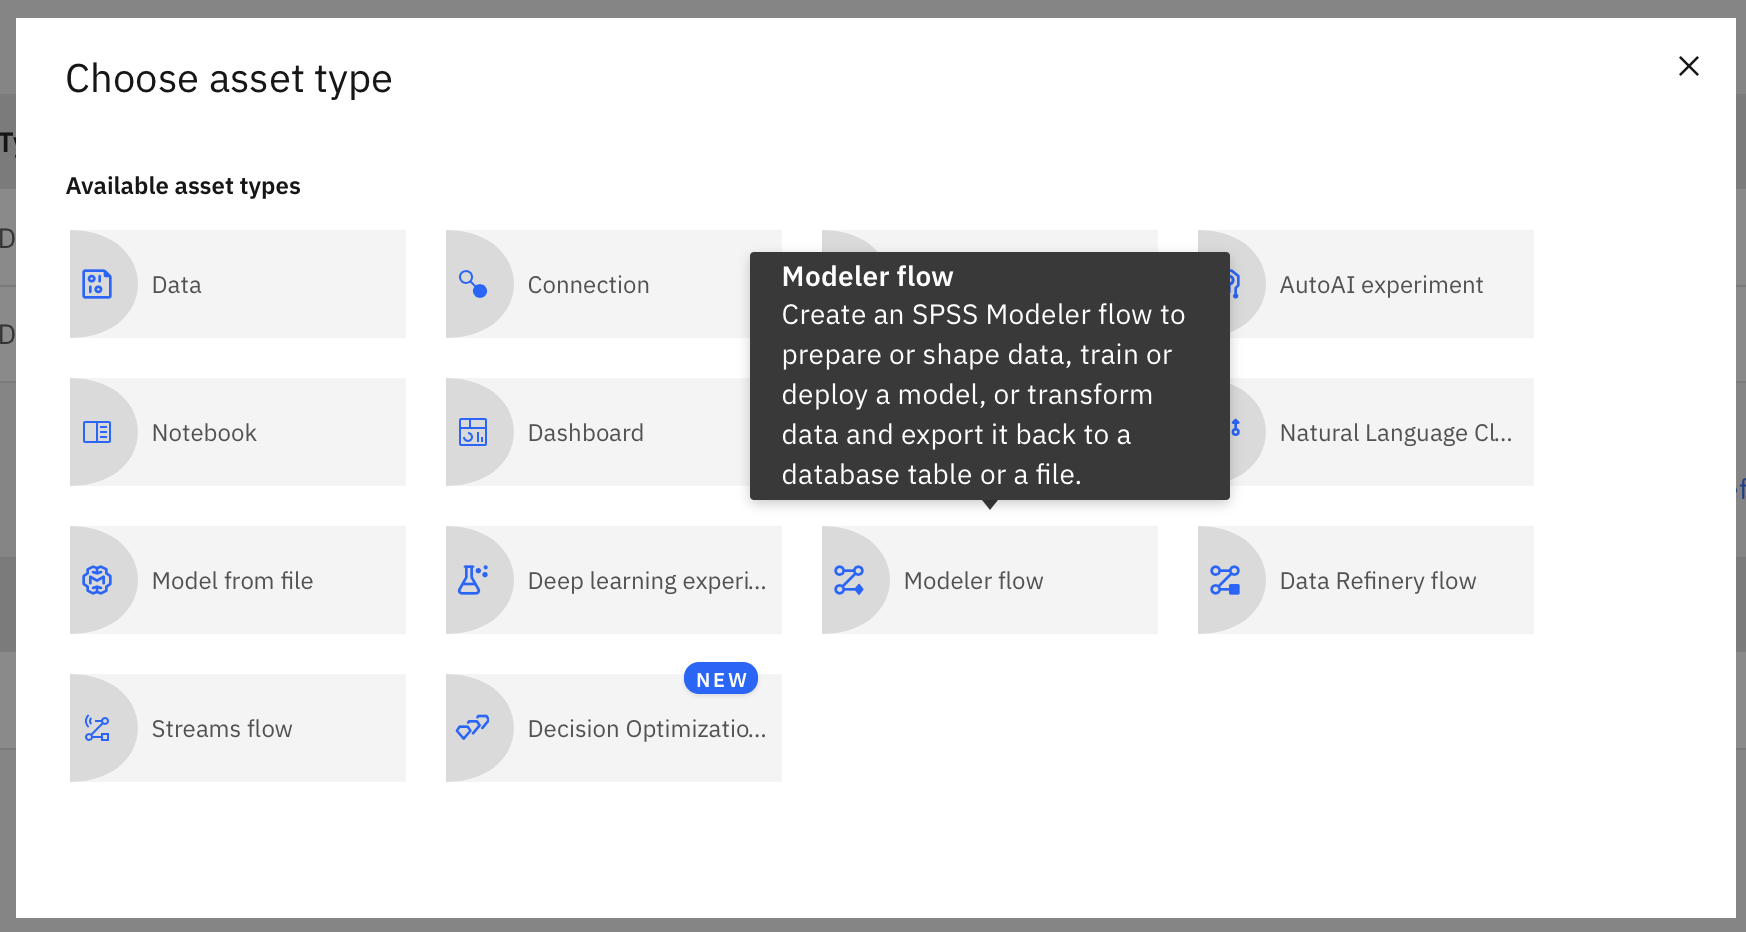 Choose asset type
Available asset types
Data
Connection
AutoAI experiment
Modeler flow
Create an SPSS Modeler flow to
prepare or shape data, train or
deploy a model, or transform
data and export it back to a
database table or a file.
Notebook
Dashboard
Natural Language Cl...
Model from file
Deep learning experi...
Modeler flow
Data Refinery flow
Streams flow
NEW
Decision Optimizatio...